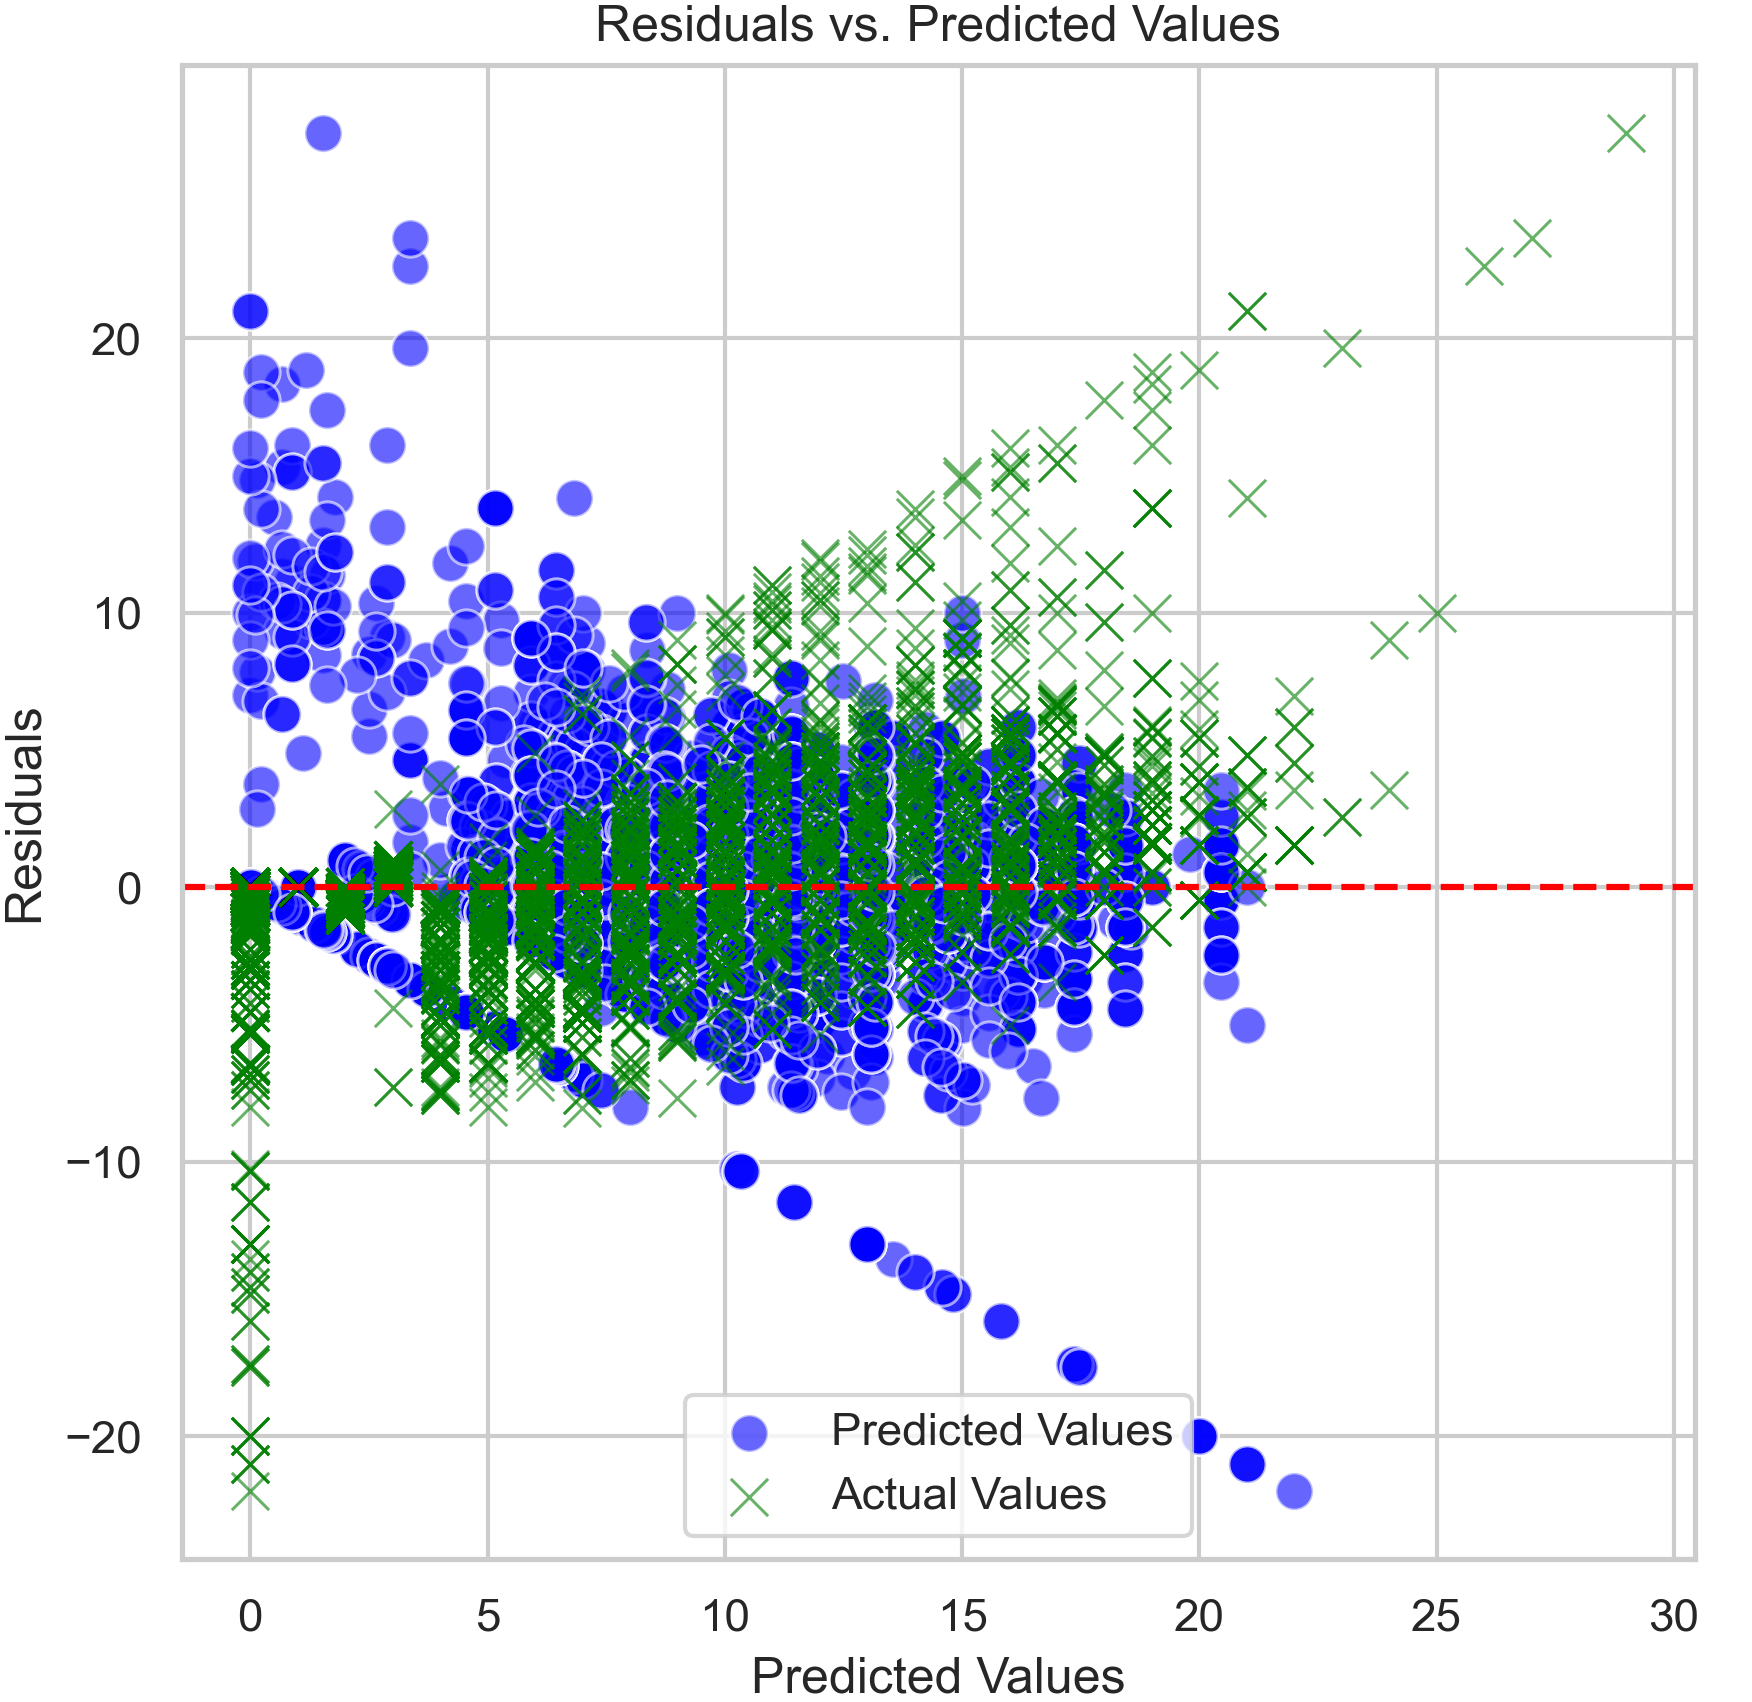 Residuals vs. Predicted Values
20
10
0
−10
−20
Residuals
Predicted Values
Actual Values
0 5 10 15 20 25 30
Predicted Values